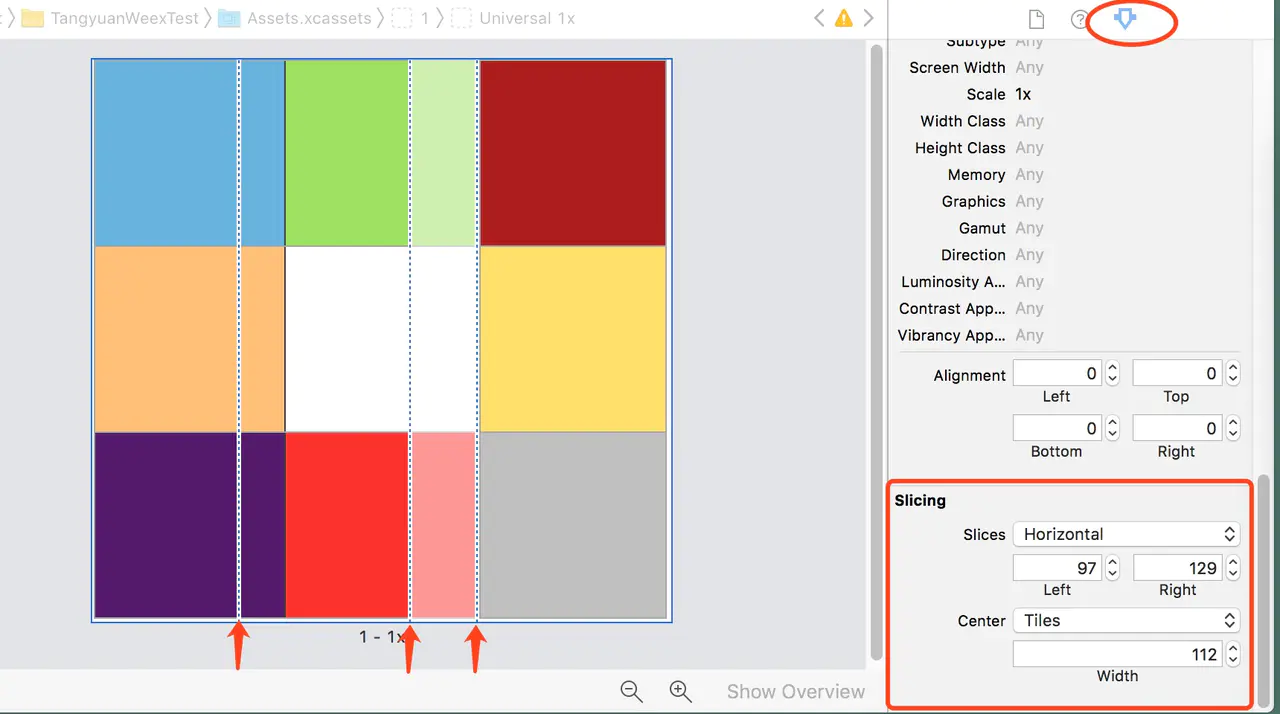 TangyuanWeexTest Assets.xcassets 1 Universal 1x
Subtype Any
Screen Width Any
Scale 1x
Width Class Any
Height Class Any
Memory Any
Graphics Any
Gamut Any
Direction Any
Luminosity A... Any
Contrast App... Any
Vibrancy App... Any
Alignment 0 0
Left Top
0 0
Bottom Right
Slicing
Slices Horizontal
97 129
Left Right
Center Tiles
112
Width
1 - 1x
Show Overview